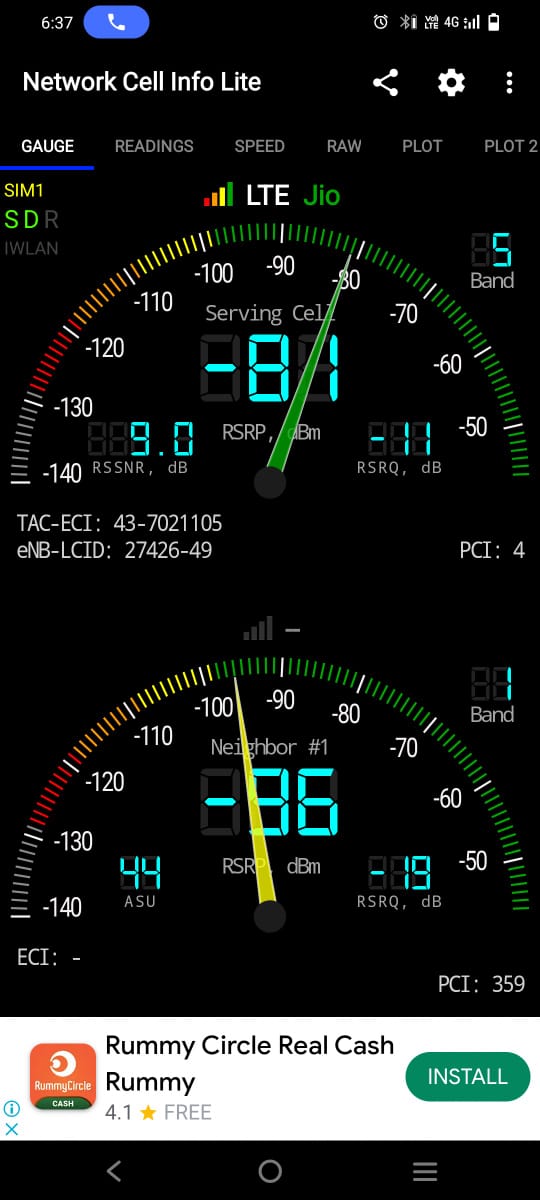 6:37
Vo)
LTE
4G
Network Cell Info Lite
GAUGE READINGS SPEED RAW PLOT PLOT 2
SIM1
S D R
IWLAN
LTE Jio
5
Band
-140
-130
-120
-110
-100
-90
-80
-70
-60
-50
Serving Cell
-81
RSRP, dBm
9.0
RSSNR, dB
-11
RSRQ, dB
TAC-ECI: 43-7021105
eNB-LCID: 27426-49
PCI: 4
–
1
Band
-140
-130
-120
-110
-100
-90
-80
-70
-60
-50
Neighbor #1
-96
RSRP, dBm
44
ASU
-19
RSRQ, dB
ECI: -
PCI: 359
RummyCircle
CASH
Rummy Circle Real Cash
Rummy
4.1 ★ FREE
INSTALL